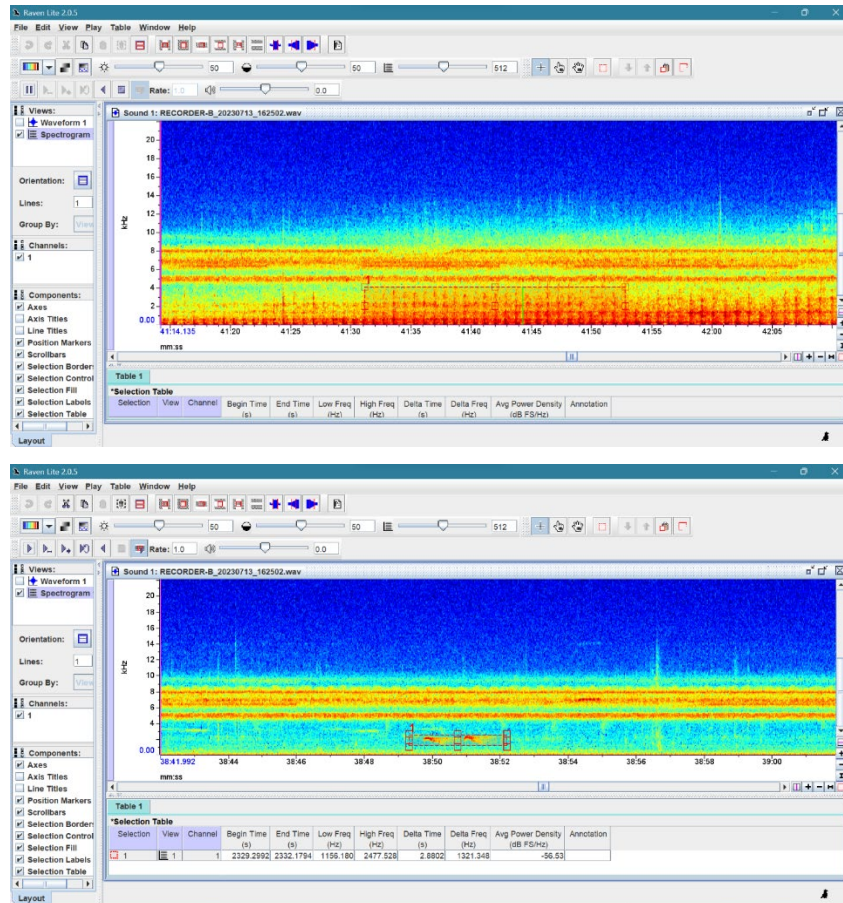 Raven Lite 2.0.5
File Edit View Play Table Window Help
50 50 512
Rate: 1.0 0.0
Views:
Waveform 1
Spectrogram
Orientation:
Lines: 1
Group By: View
Channels:
1
Components:
Axes
Axis Titles
Line Titles
Position Markers
Scrollbars
Selection Borders
Selection Control
Selection Fill
Selection Labels
Selection Table
Layout
Sound 1: RECORDER-B_20230713_162502.wav
kHz
20
18
16
14
12
10
8
6
4
2
0.00
1
41:14.135 41:20 41:25 41:30 41:35 41:40 41:45 41:50 41:55 42:00 42:05
mm:ss
Table 1
*Selection Table
Selection View Channel Begin Time (s) End Time (s) Low Freq (Hz) High Freq (Hz) Delta Time (s) Delta Freq (Hz) Avg Power Density (dB FS/Hz) Annotation
Raven Lite 2.0.5
File Edit View Play Table Window Help
50 50 512
Rate: 1.0 0.0
Views:
Waveform 1
Spectrogram
Orientation:
Lines: 1
Group By: View
Channels:
1
Components:
Axes
Axis Titles
Line Titles
Position Markers
Scrollbars
Selection Borders
Selection Control
Selection Fill
Selection Labels
Selection Table
Layout
Sound 1: RECORDER-B_20230713_162502.wav
kHz
20
18
16
14
12
10
8
6
4
0.00
1
38:41.992 38:44 38:46 38:48 38:50 38:52 38:54 38:56 38:58 39:00
mm:ss
Table 1
*Selection Table
Selection View Channel Begin Time (s) End Time (s) Low Freq (Hz) High Freq (Hz) Delta Time (s) Delta Freq (Hz) Avg Power Density (dB FS/Hz) Annotation
1 1 1 2329.2992 2332.1794 1156.180 2477.528 2.8802 1321.348 -56.53